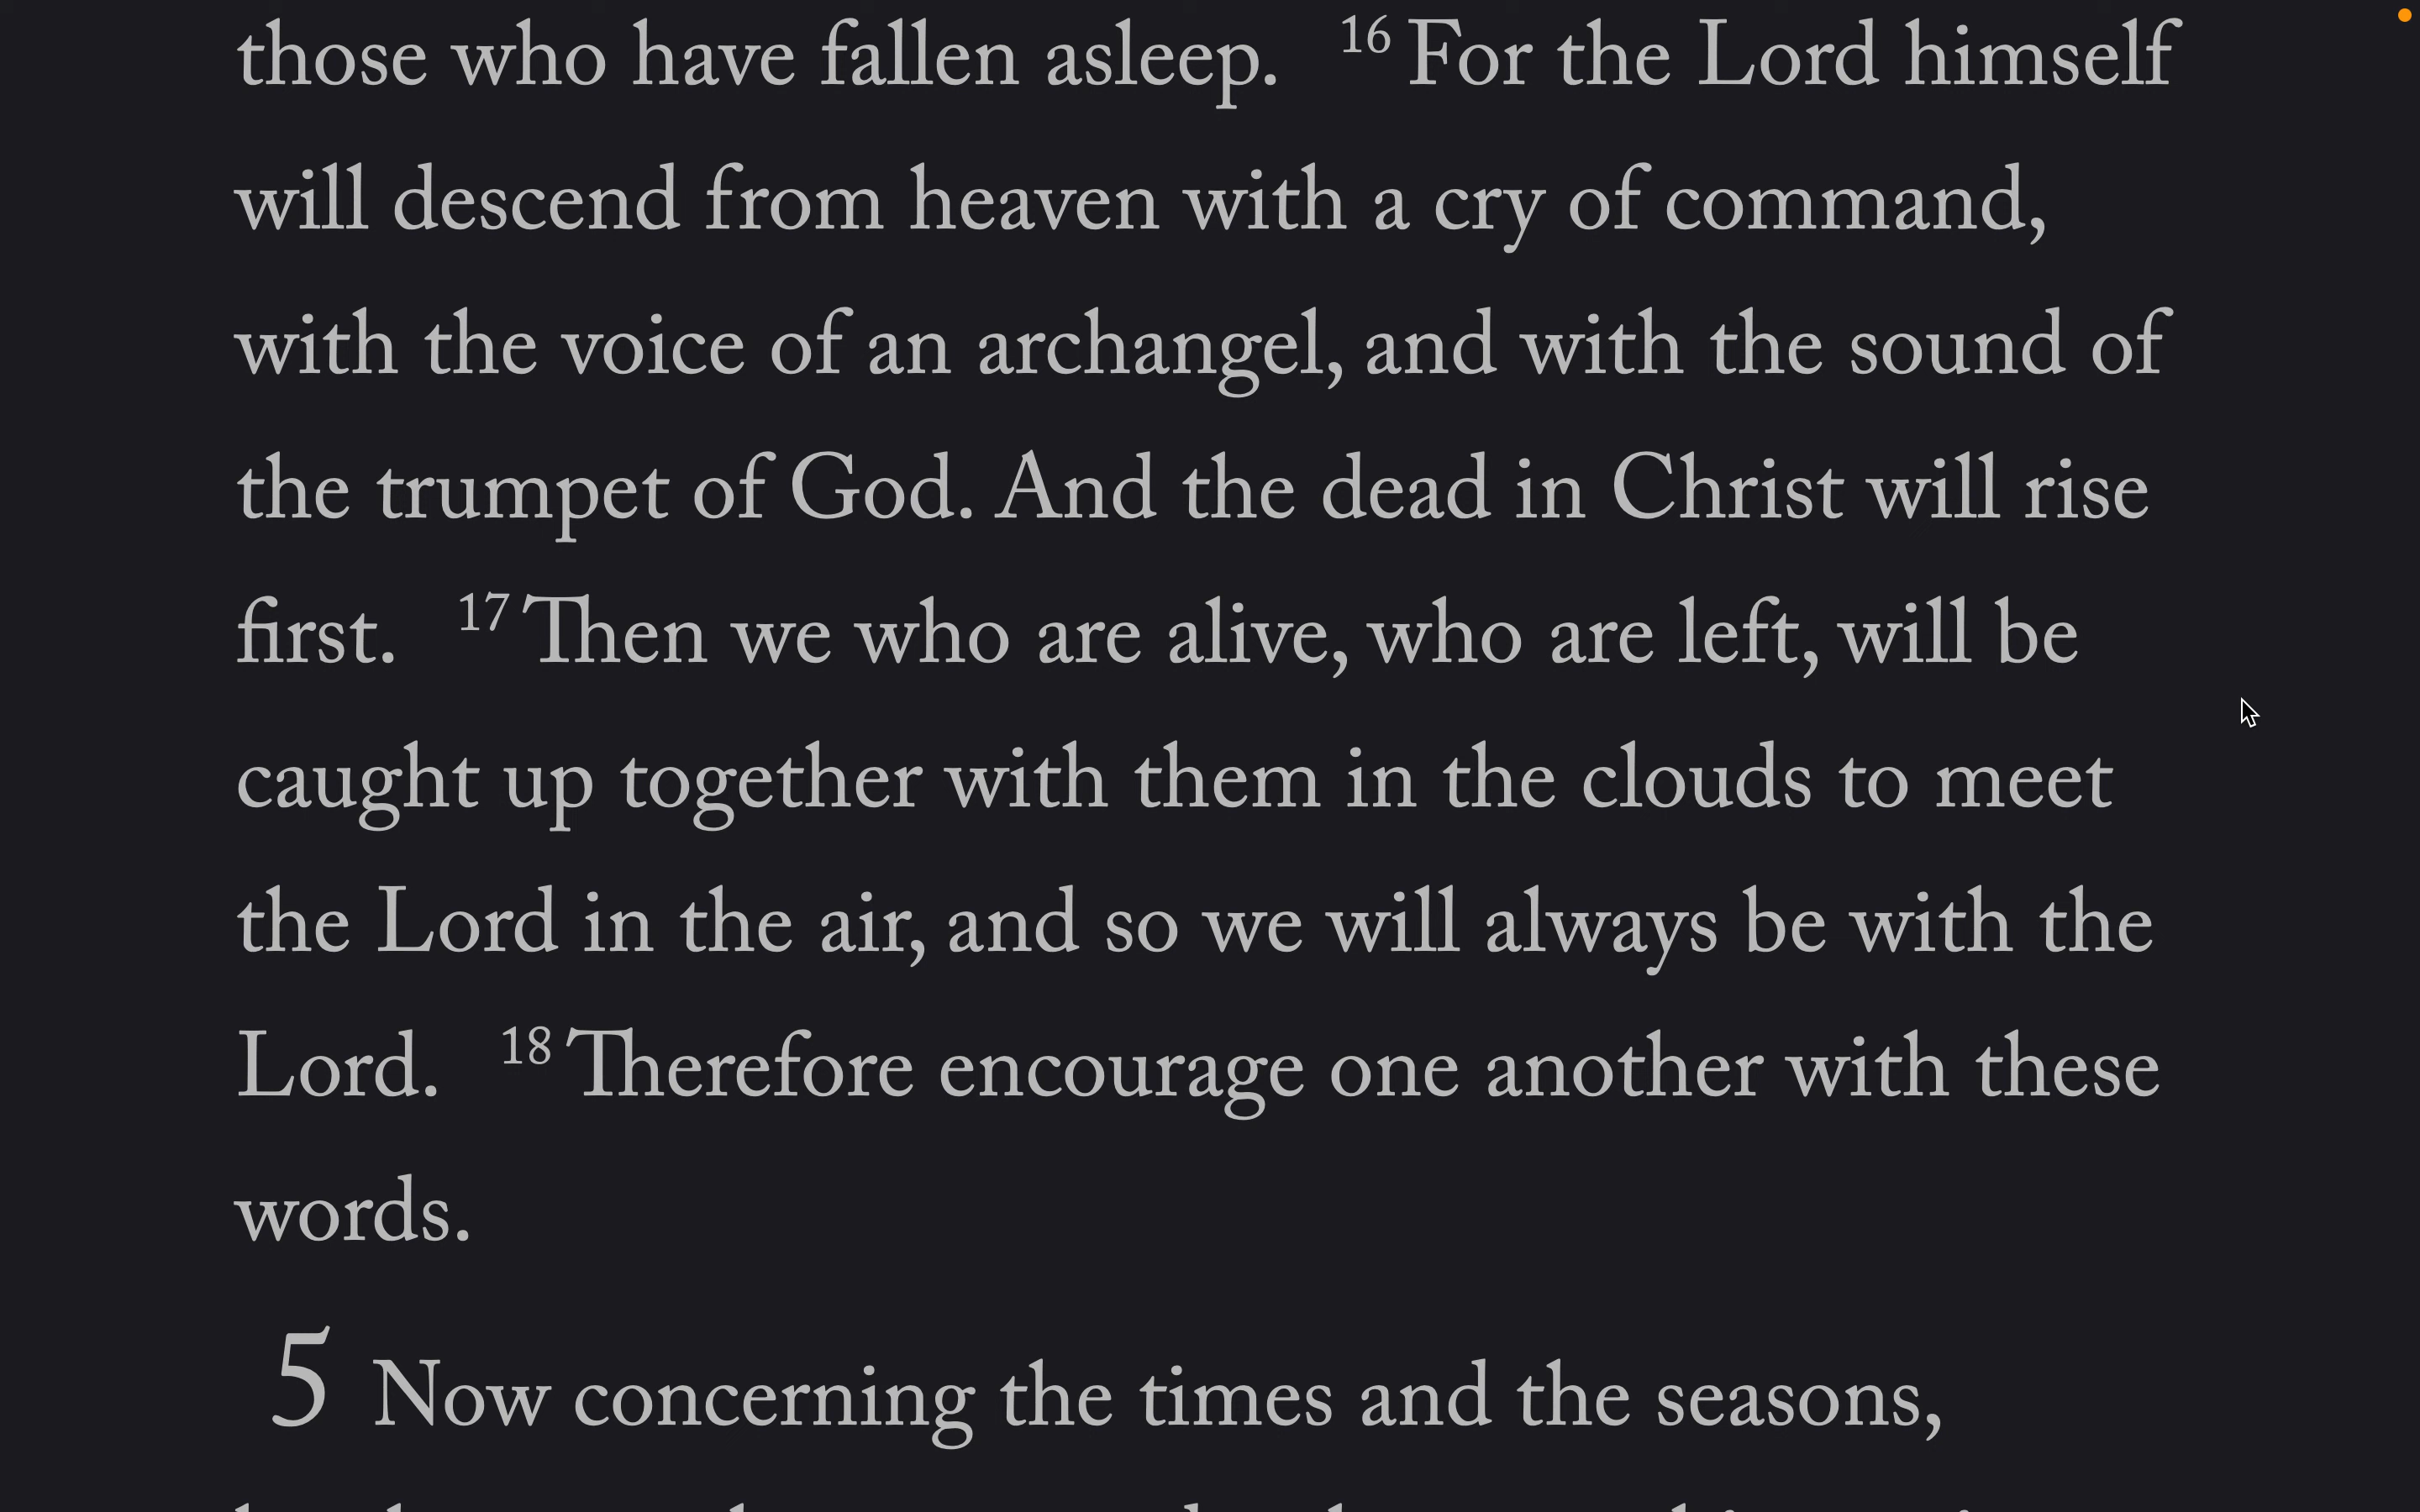 those who have fallen asleep. 16 For the Lord himself
will descend from heaven with a cry of command,
with the voice of an archangel, and with the sound of
the trumpet of God. And the dead in Christ will rise
first. 17 Then we who are alive, who are left, will be
caught up together with them in the clouds to meet
the Lord in the air, and so we will always be with the
Lord. 18 Therefore encourage one another with these
words.
5 Now concerning the times and the seasons,